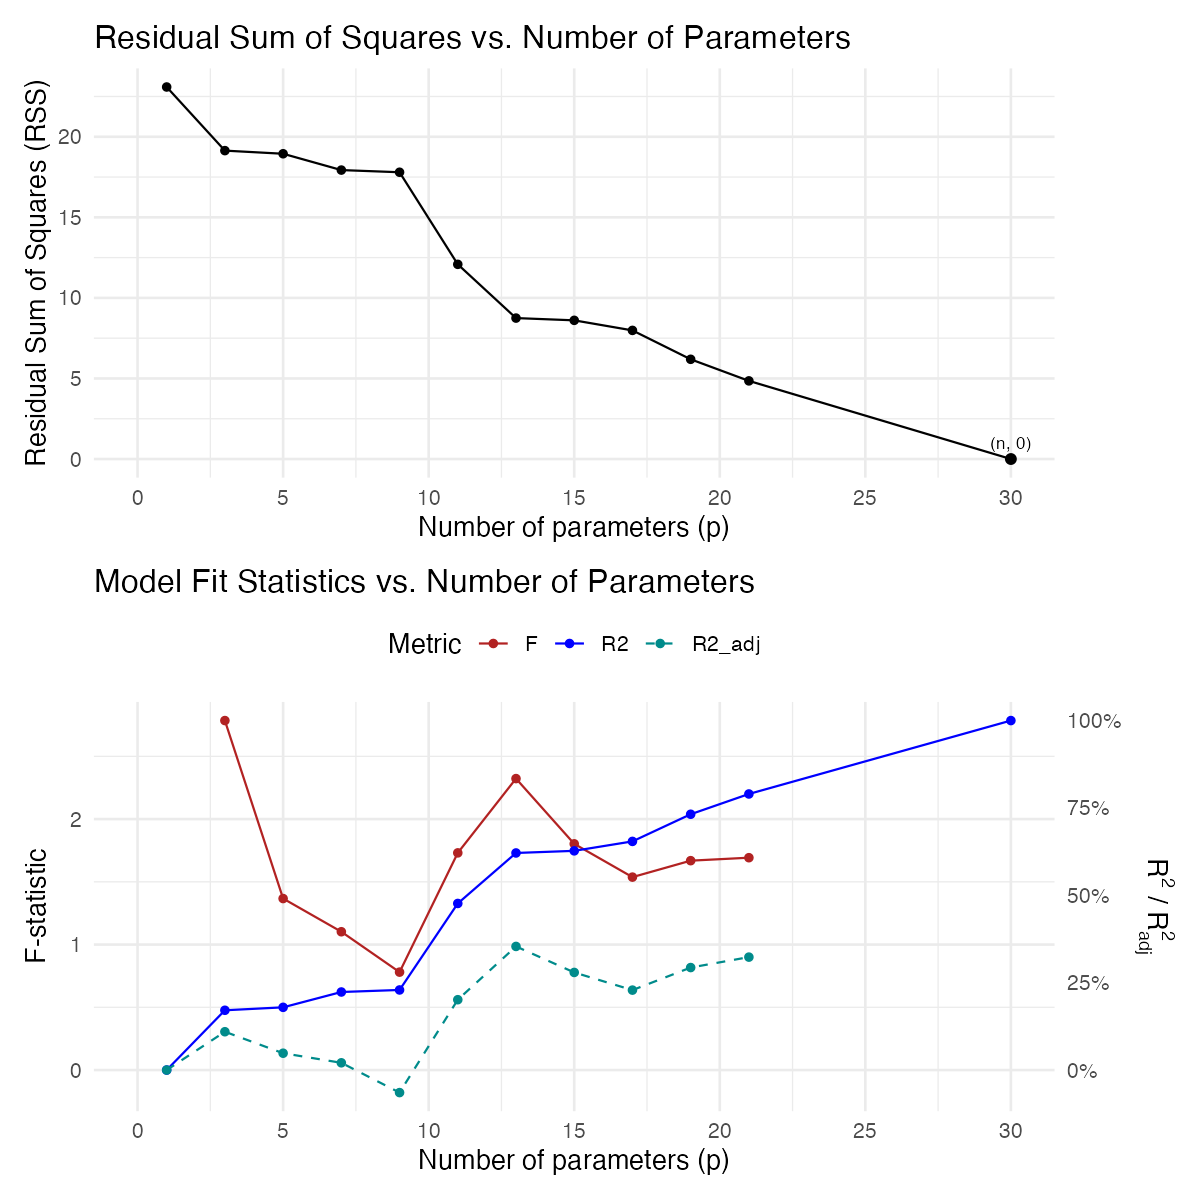 Residual Sum of Squares vs. Number of Parameters
Residual Sum of Squares (RSS)
20
15
10
5
0
(n, 0)
0 5 10 15 20 25 30
Number of parameters (p)
Model Fit Statistics vs. Number of Parameters
Metric F R2 R2_adj
F-statistic
2
1
0
100%
75%
50%
25%
0%
R² / R²adj
0 5 10 15 20 25 30
Number of parameters (p)